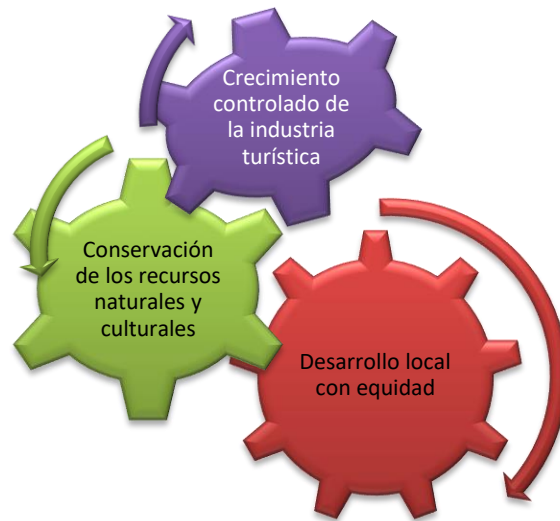 Crecimiento
controlado de
la industria
turística
Conservación
de los recursos
naturales y
culturales
Desarrollo local
con equidad